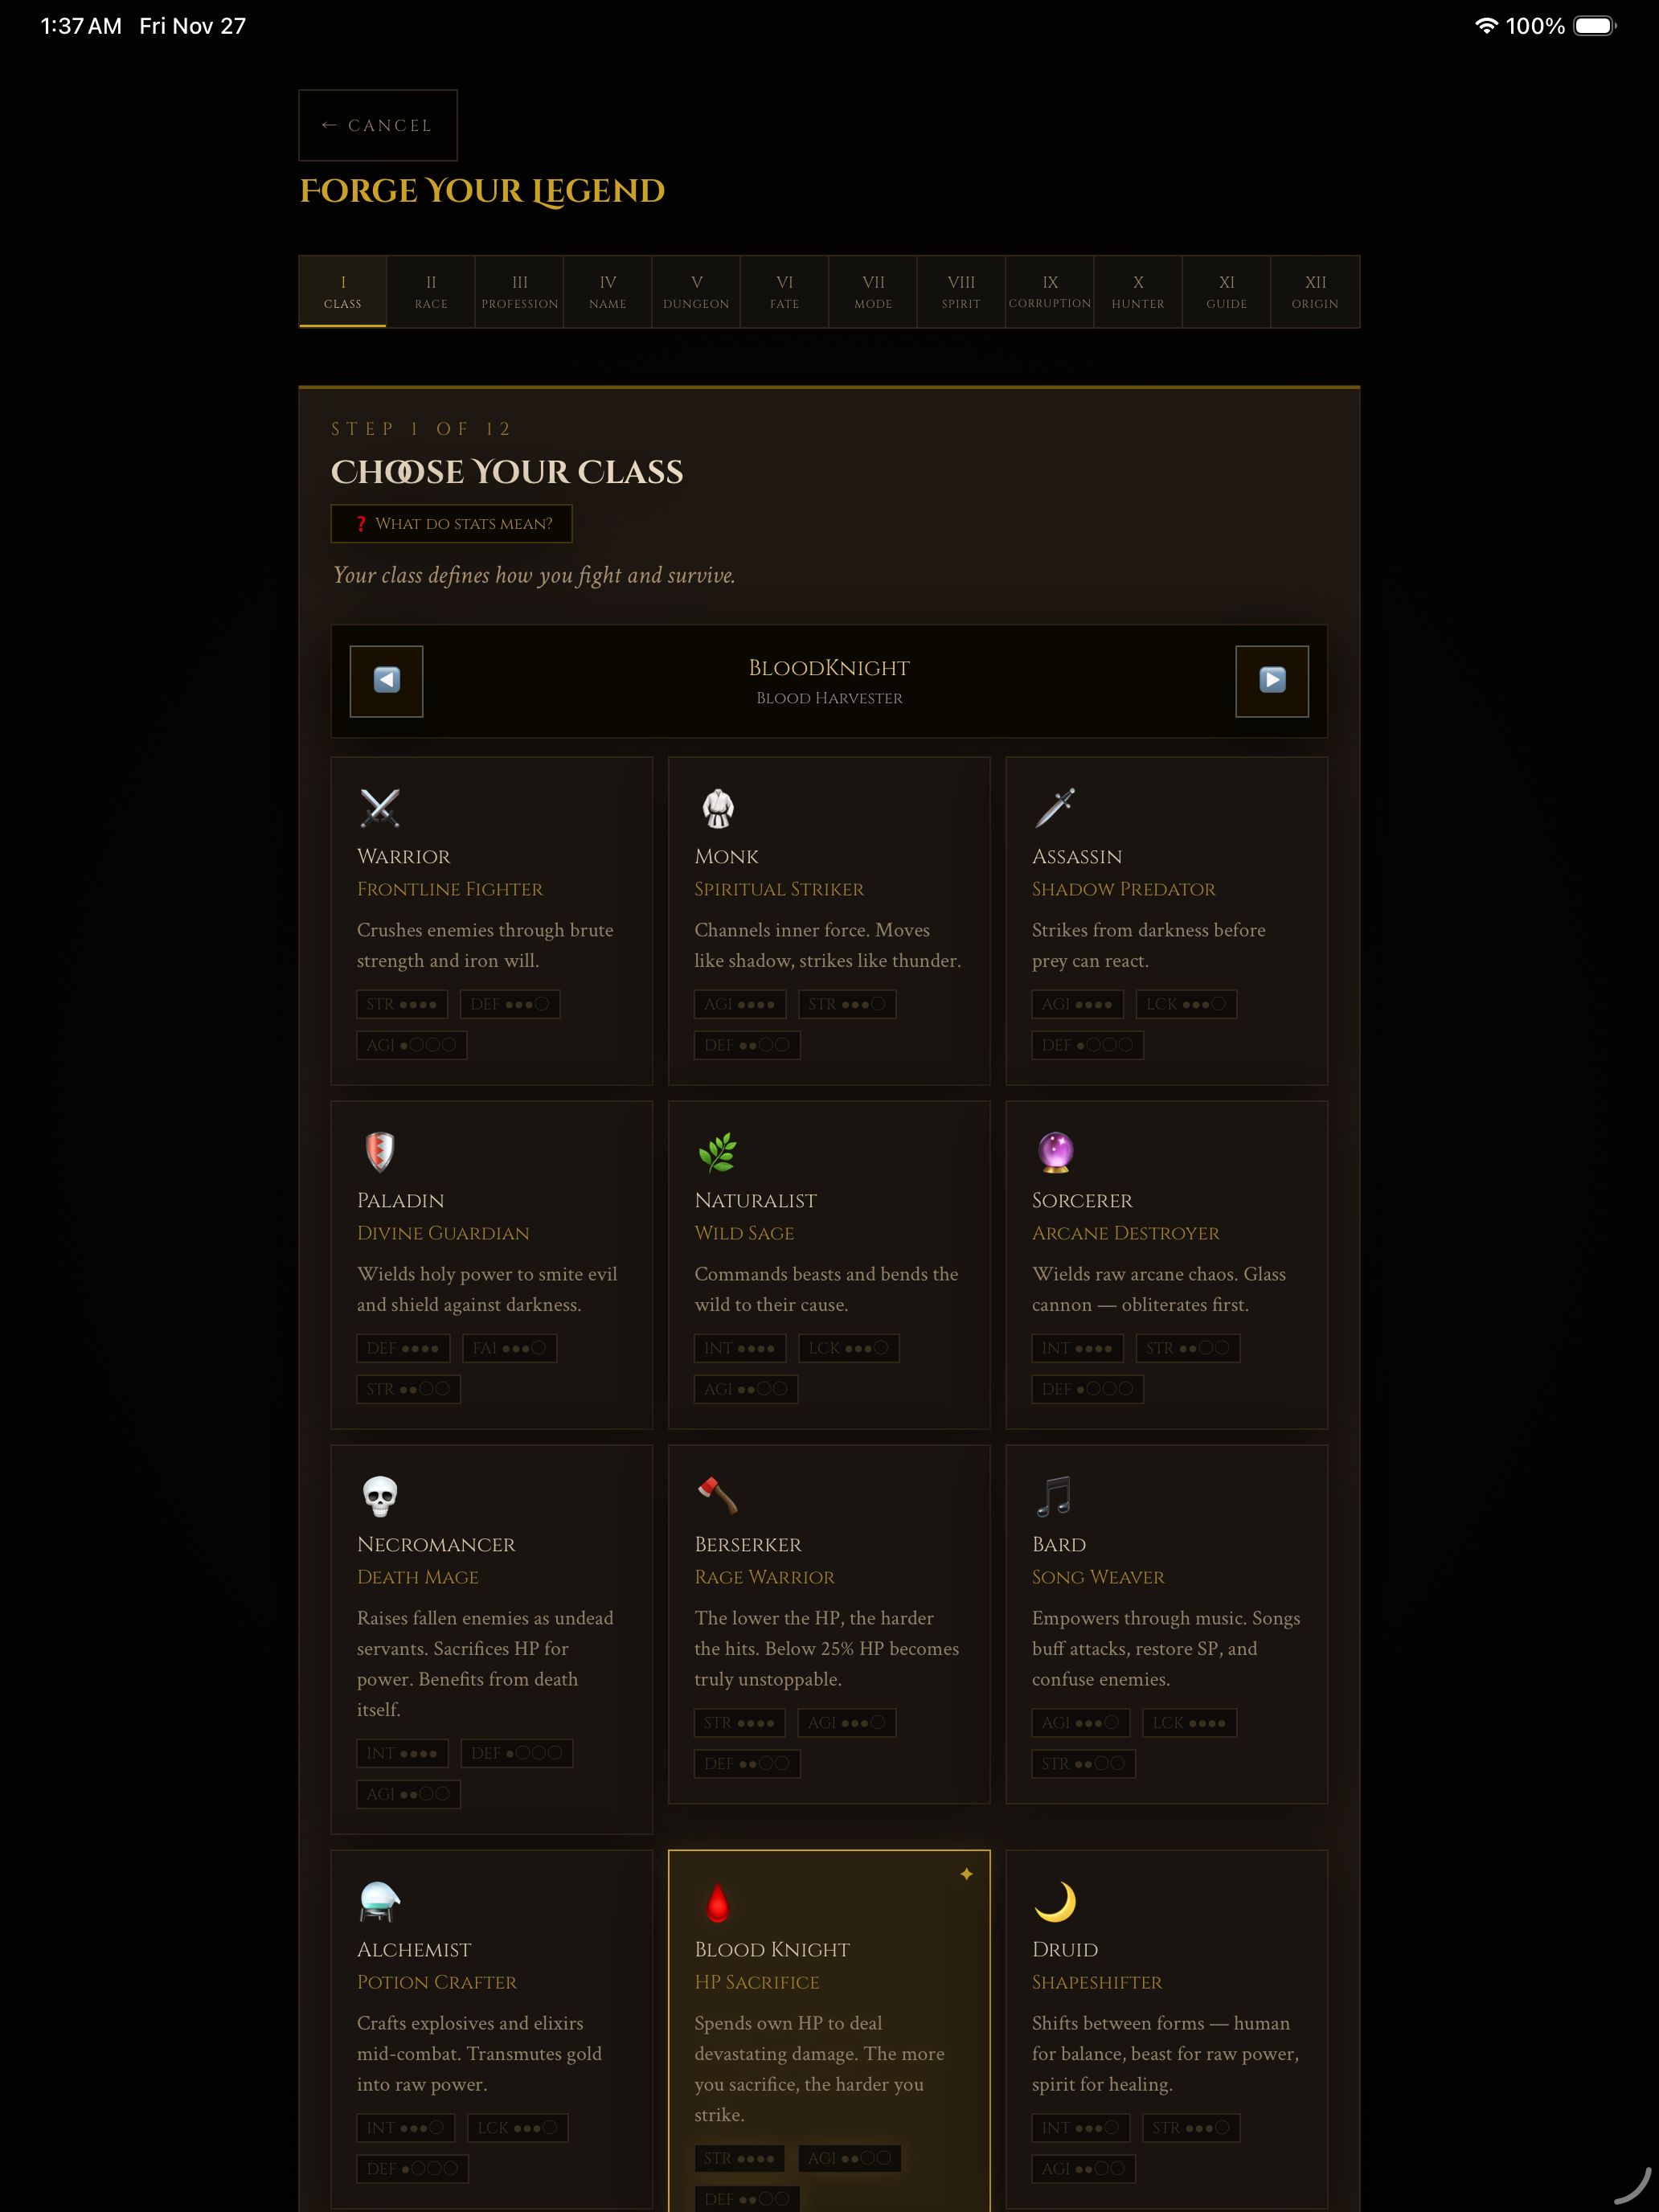 1:37 AM Fri Nov 27
100%
← CANCEL
Forge Your Legend
I
CLASS
II
RACE
III
PROFESSION
IV
NAME
V
DUNGEON
VI
FATE
VII
MODE
VIII
SPIRIT
IX
CORRUPTION
X
HUNTER
XI
GUIDE
XII
ORIGIN
STEP 1 OF 12
Choose Your Class
❓ What do stats mean?
Your class defines how you fight and survive.
◀️
BloodKnight
Blood Harvester
▶️
Warrior
Frontline Fighter
Crushes enemies through brute
strength and iron will.
STR ●●●● DEF ●●●○
AGI ●○○○
Monk
Spiritual Striker
Channels inner force. Moves
like shadow, strikes like thunder.
AGI ●●●● STR ●●●○
DEF ●●○○
Assassin
Shadow Predator
Strikes from darkness before
prey can react.
AGI ●●●● LCK ●●●○
DEF ●○○○
Paladin
Divine Guardian
Wields holy power to smite evil
and shield against darkness.
DEF ●●●● FAI ●●●○
STR ●●○○
Naturalist
Wild Sage
Commands beasts and bends the
wild to their cause.
INT ●●●● LCK ●●●○
AGI ●●○○
Sorcerer
Arcane Destroyer
Wields raw arcane chaos. Glass
cannon — obliterates first.
INT ●●●● STR ●●○○
DEF ●○○○
Necromancer
Death Mage
Raises fallen enemies as undead
servants. Sacrifices HP for
power. Benefits from death
itself.
INT ●●●● DEF ●○○○
AGI ●●○○
Berserker
Rage Warrior
The lower the HP, the harder
the hits. Below 25% HP becomes
truly unstoppable.
STR ●●●● AGI ●●●○
DEF ●●○○
Bard
Song Weaver
Empowers through music. Songs
buff attacks, restore SP, and
confuse enemies.
AGI ●●●○ LCK ●●●●
STR ●●○○
Alchemist
Potion Crafter
Crafts explosives and elixirs
mid-combat. Transmutes gold
into raw power.
INT ●●●○ LCK ●●●○
DEF ●○○○
✦
Blood Knight
HP Sacrifice
Spends own HP to deal
devastating damage. The more
you sacrifice, the harder you
strike.
STR ●●●● AGI ●●○○
DEF ●●○○
Druid
Shapeshifter
Shifts between forms — human
for balance, beast for raw power,
spirit for healing.
INT ●●●○ STR ●●●○
AGI ●●○○